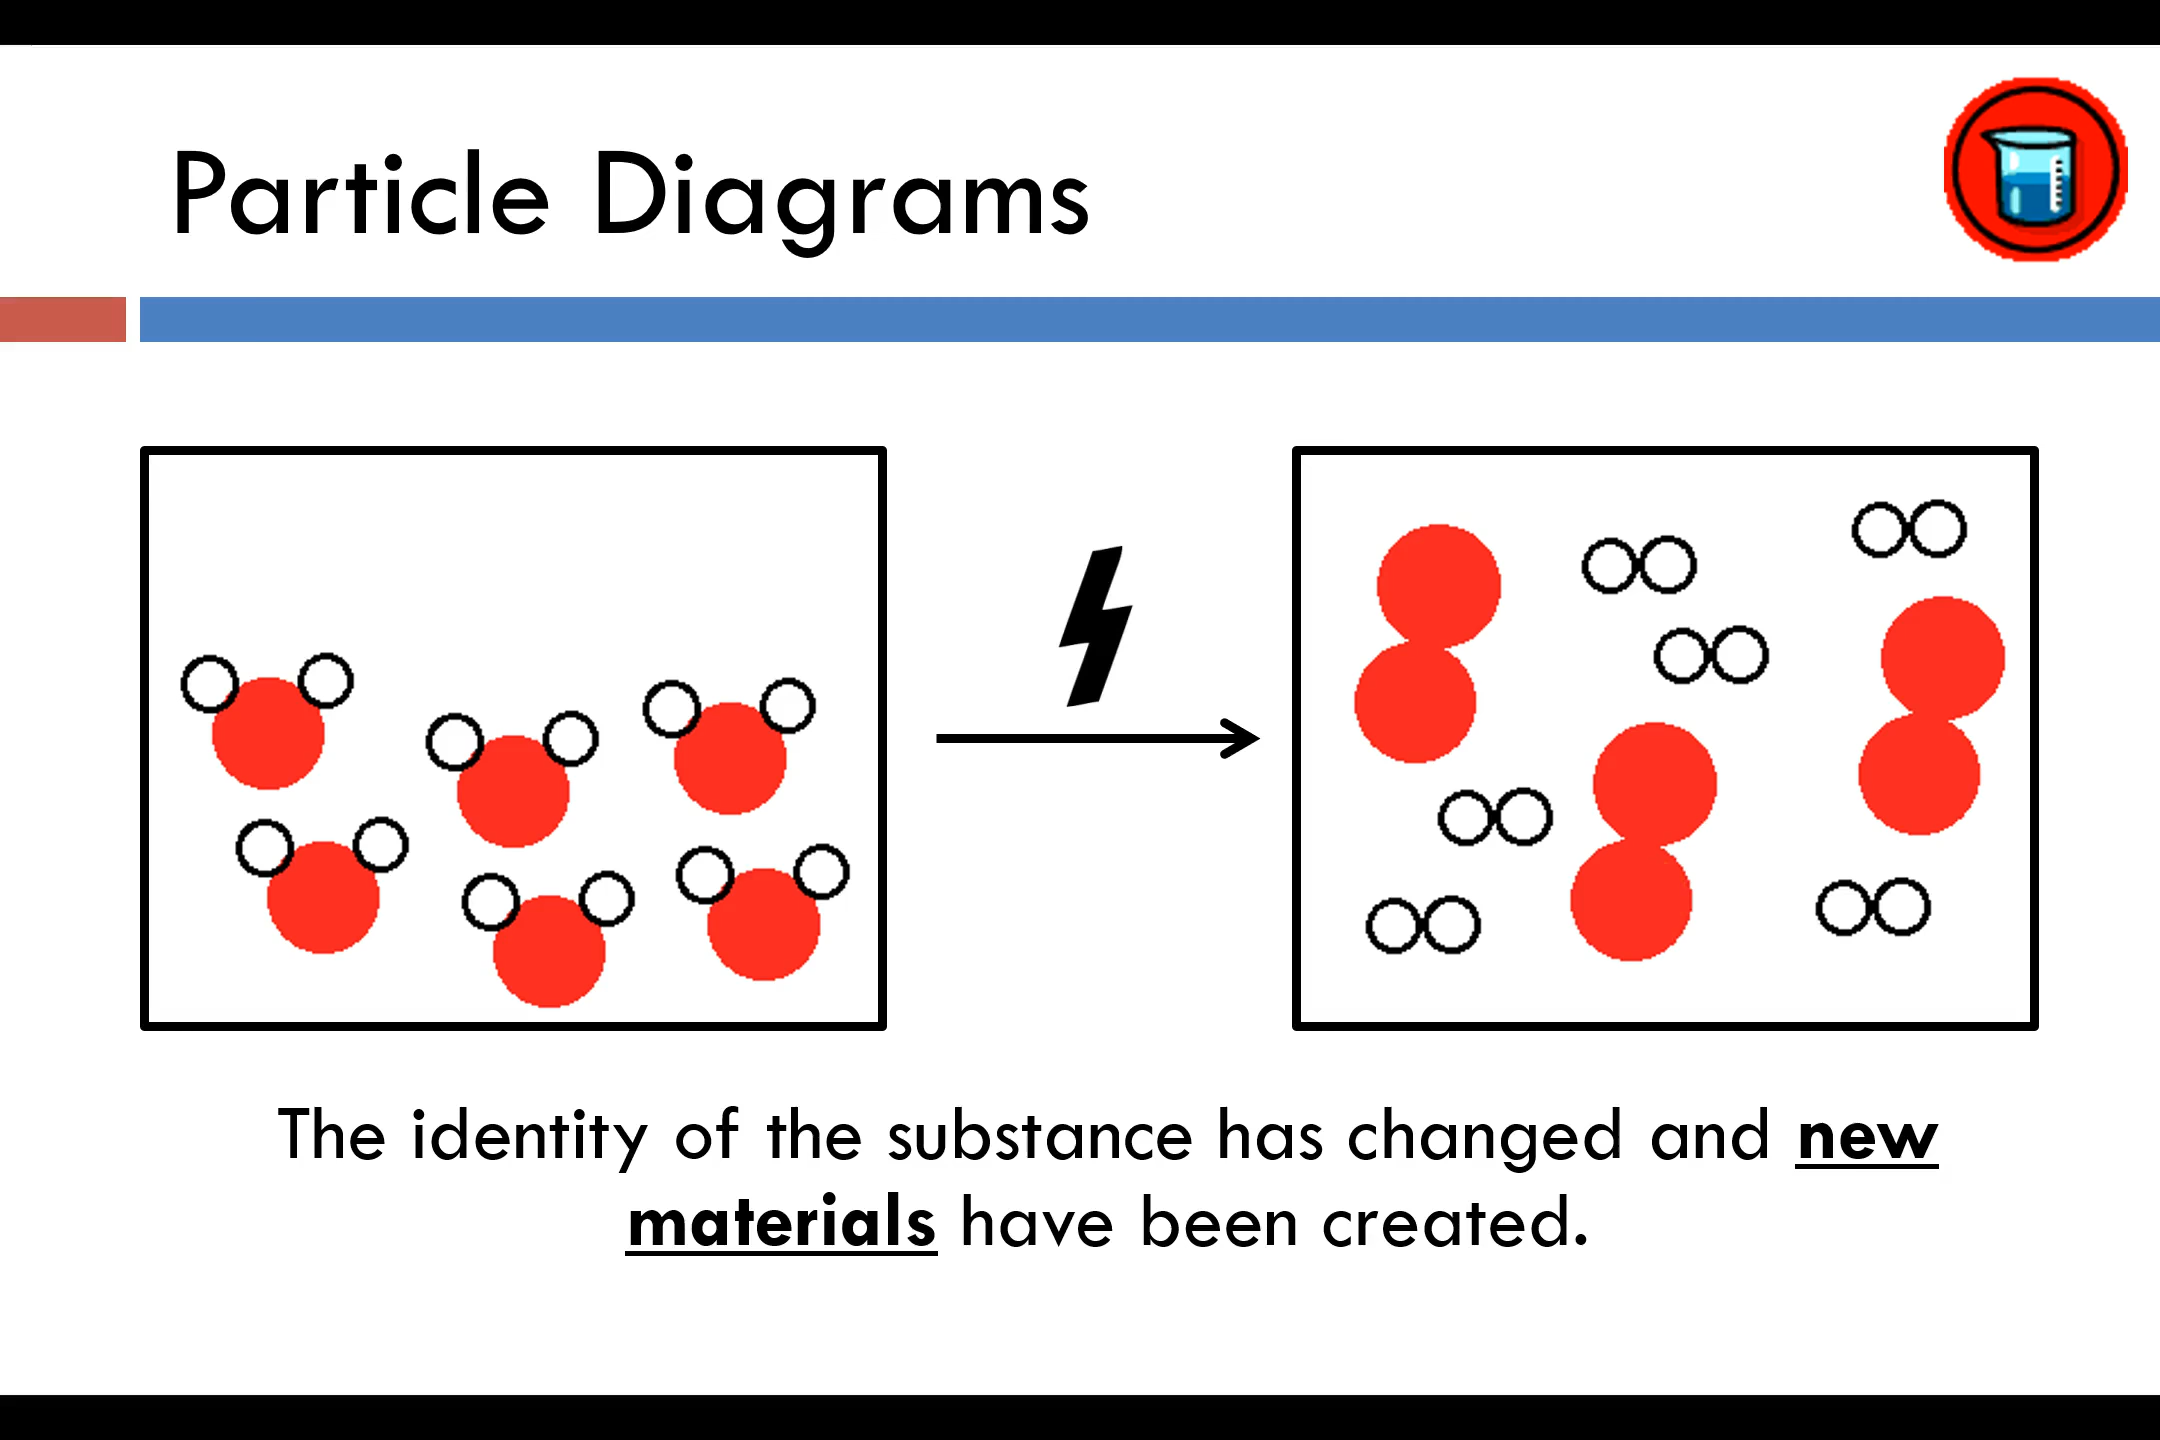 Particle Diagrams
The identity of the substance has changed and new
materials have been created.